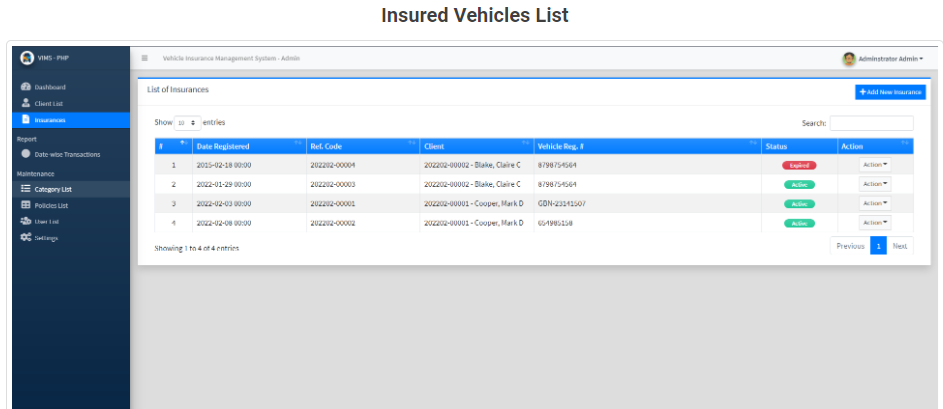 Insured Vehicles List
VIMS - PHP
Vehicle Insurance Management System - Admin
Adminstrator Admin
Dashboard
Client List
Insurances
Report
Date-wise Transactions
Maintenance
Category List
Policies List
User List
Settings
List of Insurances
+ Add New Insurance
Show 10 entries
Search:
# Date Registered Ref. Code Client Vehicle Reg. # Status Action
1 2015-02-18 00:00 202202-00004 202202-00002 - Blake, Claire C 8798754564 Expired Action
2 2022-01-29 00:00 202202-00003 202202-00002 - Blake, Claire C 8798754564 Active Action
3 2022-02-03 00:00 202202-00001 202202-00001 - Cooper, Mark D GBN-23141507 Active Action
4 2022-02-08 00:00 202202-00002 202202-00001 - Cooper, Mark D 654985158 Active Action
Showing 1 to 4 of 4 entries
Previous 1 Next